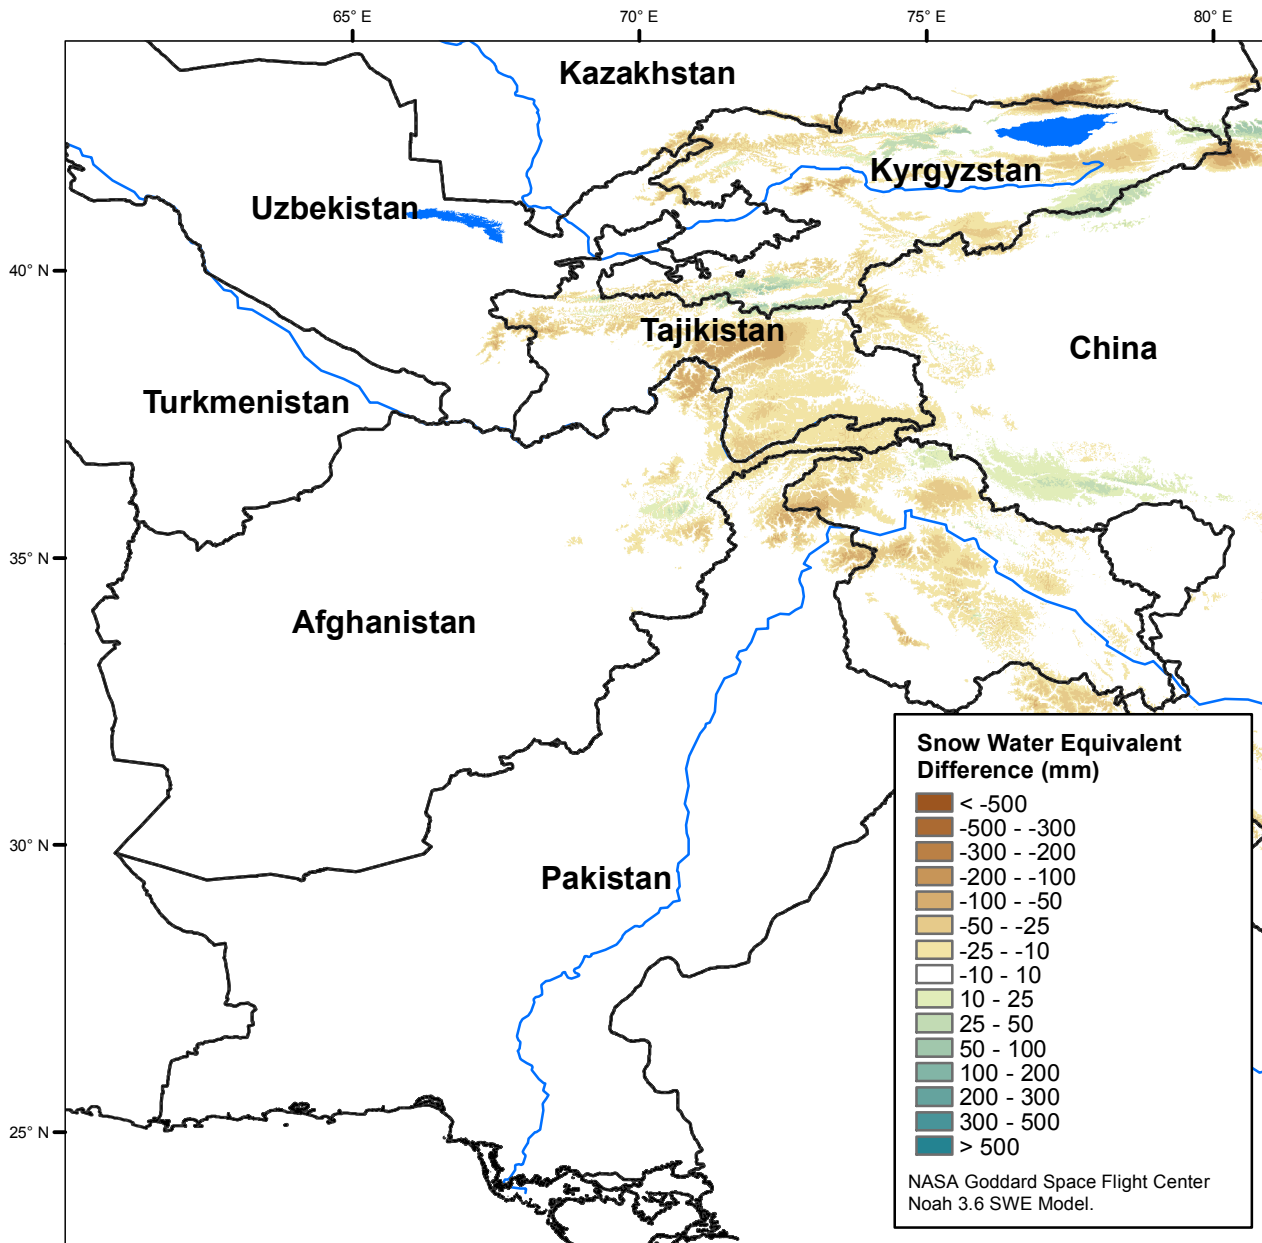 65° E
70° E
75° E
80° E
Kazakhstan
Kyrgyzstan
Uzbekistan
40° N
Tajikistan
China
Turkmenistan
35° N
Afghanistan
Snow Water Equivalent
Difference (mm)
< -500
-500 - -300
-300 - -200
-200 - -100
-100 - -50
-50 - -25
-25 - -10
-10 - 10
10 - 25
25 - 50
50 - 100
100 - 200
200 - 300
300 - 500
> 500
30° N
Pakistan
25° N
NASA Goddard Space Flight Center
Noah 3.6 SWE Model.